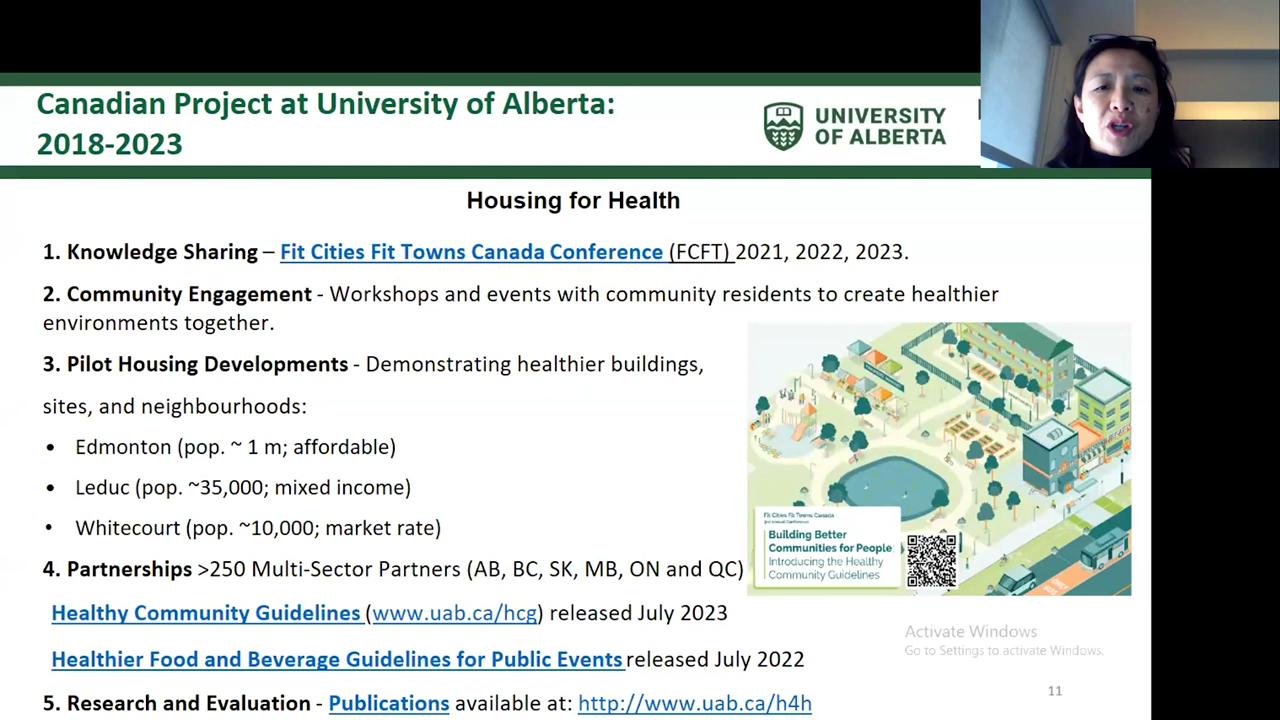 Canadian Project at University of Alberta:
2018-2023
UNIVERSITY
OF ALBERTA
Housing for Health
1. Knowledge Sharing – Fit Cities Fit Towns Canada Conference (FCFT) 2021, 2022, 2023.
2. Community Engagement - Workshops and events with community residents to create healthier
environments together.
3. Pilot Housing Developments - Demonstrating healthier buildings,
sites, and neighbourhoods:
• Edmonton (pop. ~ 1 m; affordable)
• Leduc (pop. ~35,000; mixed income)
• Whitecourt (pop. ~10,000; market rate)
4. Partnerships >250 Multi-Sector Partners (AB, BC, SK, MB, ON and QC)
Healthy Community Guidelines (www.uab.ca/hcg) released July 2023
Healthier Food and Beverage Guidelines for Public Events released July 2022
5. Research and Evaluation - Publications available at: http://www.uab.ca/h4h
Fit Cities Fit Towns Canada
Annual Conference
Building Better
Communities for People
Introducing the Healthy
Community Guidelines
Activate Windows
Go to Settings to activate Windows.
11